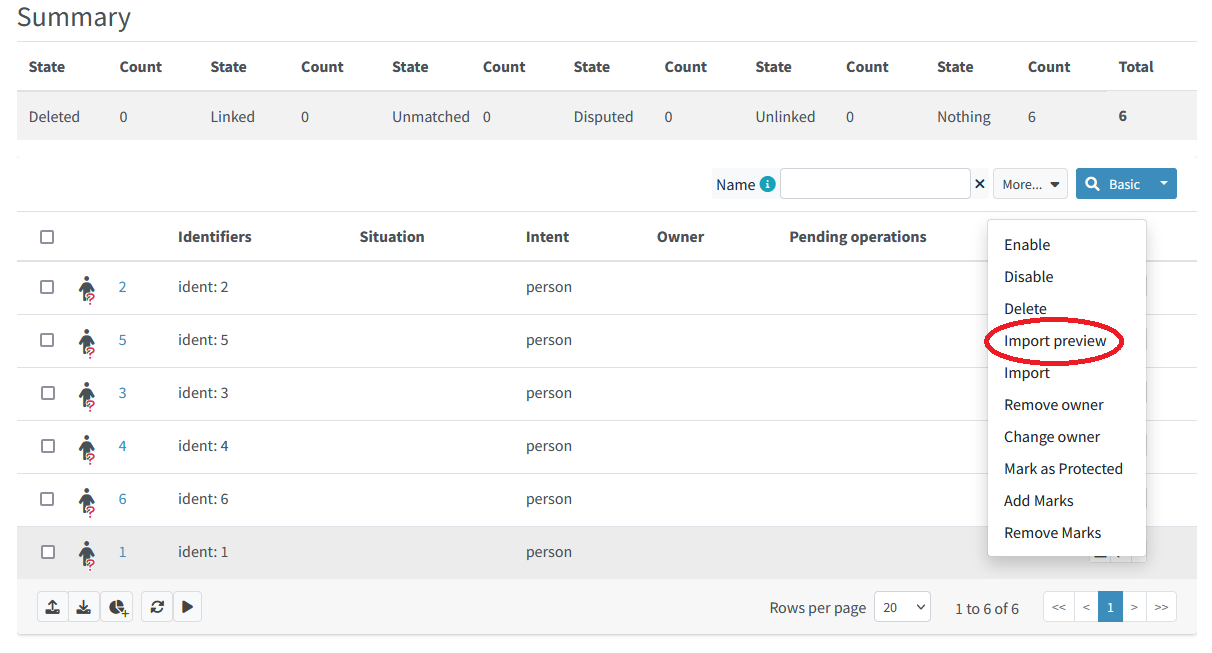 Summary
State Count State Count State Count State Count State Count State Count Total
Deleted 0 Linked 0 Unmatched 0 Disputed 0 Unlinked 0 Nothing 6 6
Name More... Basic
Identifiers Situation Intent Owner Pending operations
2 ident: 2 person
5 ident: 5 person
3 ident: 3 person
4 ident: 4 person
6 ident: 6 person
1 ident: 1 person
Enable
Disable
Delete
Import preview
Import
Remove owner
Change owner
Mark as Protected
Add Marks
Remove Marks
Rows per page 20 1 to 6 of 6 << < 1 > >>